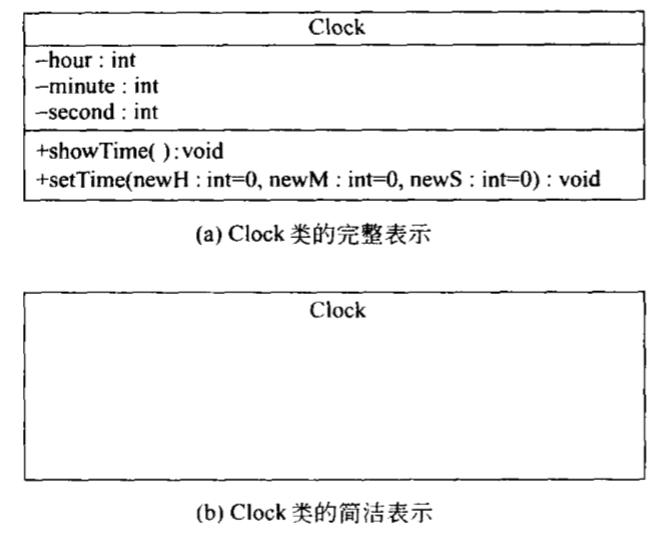 Clock
–hour : int
–minute : int
–second : int
+showTime( ):void
+setTime(newH : int=0, newM : int=0, newS : int=0) : void
(a) Clock 类的完整表示
Clock
(b) Clock 类的简洁表示